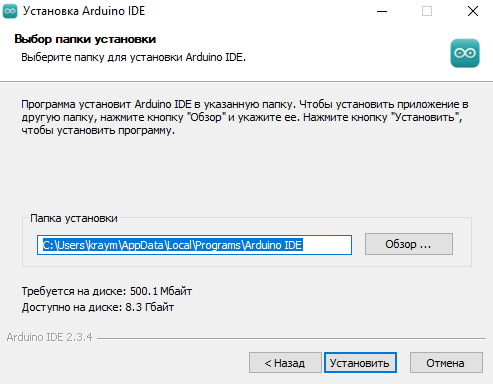 Установка Arduino IDE
Выбор папки установки
Выберите папку для установки Arduino IDE.
Программа установит Arduino IDE в указанную папку. Чтобы установить приложение в
другую папку, нажмите кнопку "Обзор" и укажите ее. Нажмите кнопку "Установить",
чтобы установить программу.
Папка установки
C:\Users\kraym\AppData\Local\Programs\Arduino IDE
Обзор ...
Требуется на диске: 500.1 Мбайт
Доступно на диске: 8.3 Гбайт
Arduino IDE 2.3.4
< Назад
Установить
Отмена